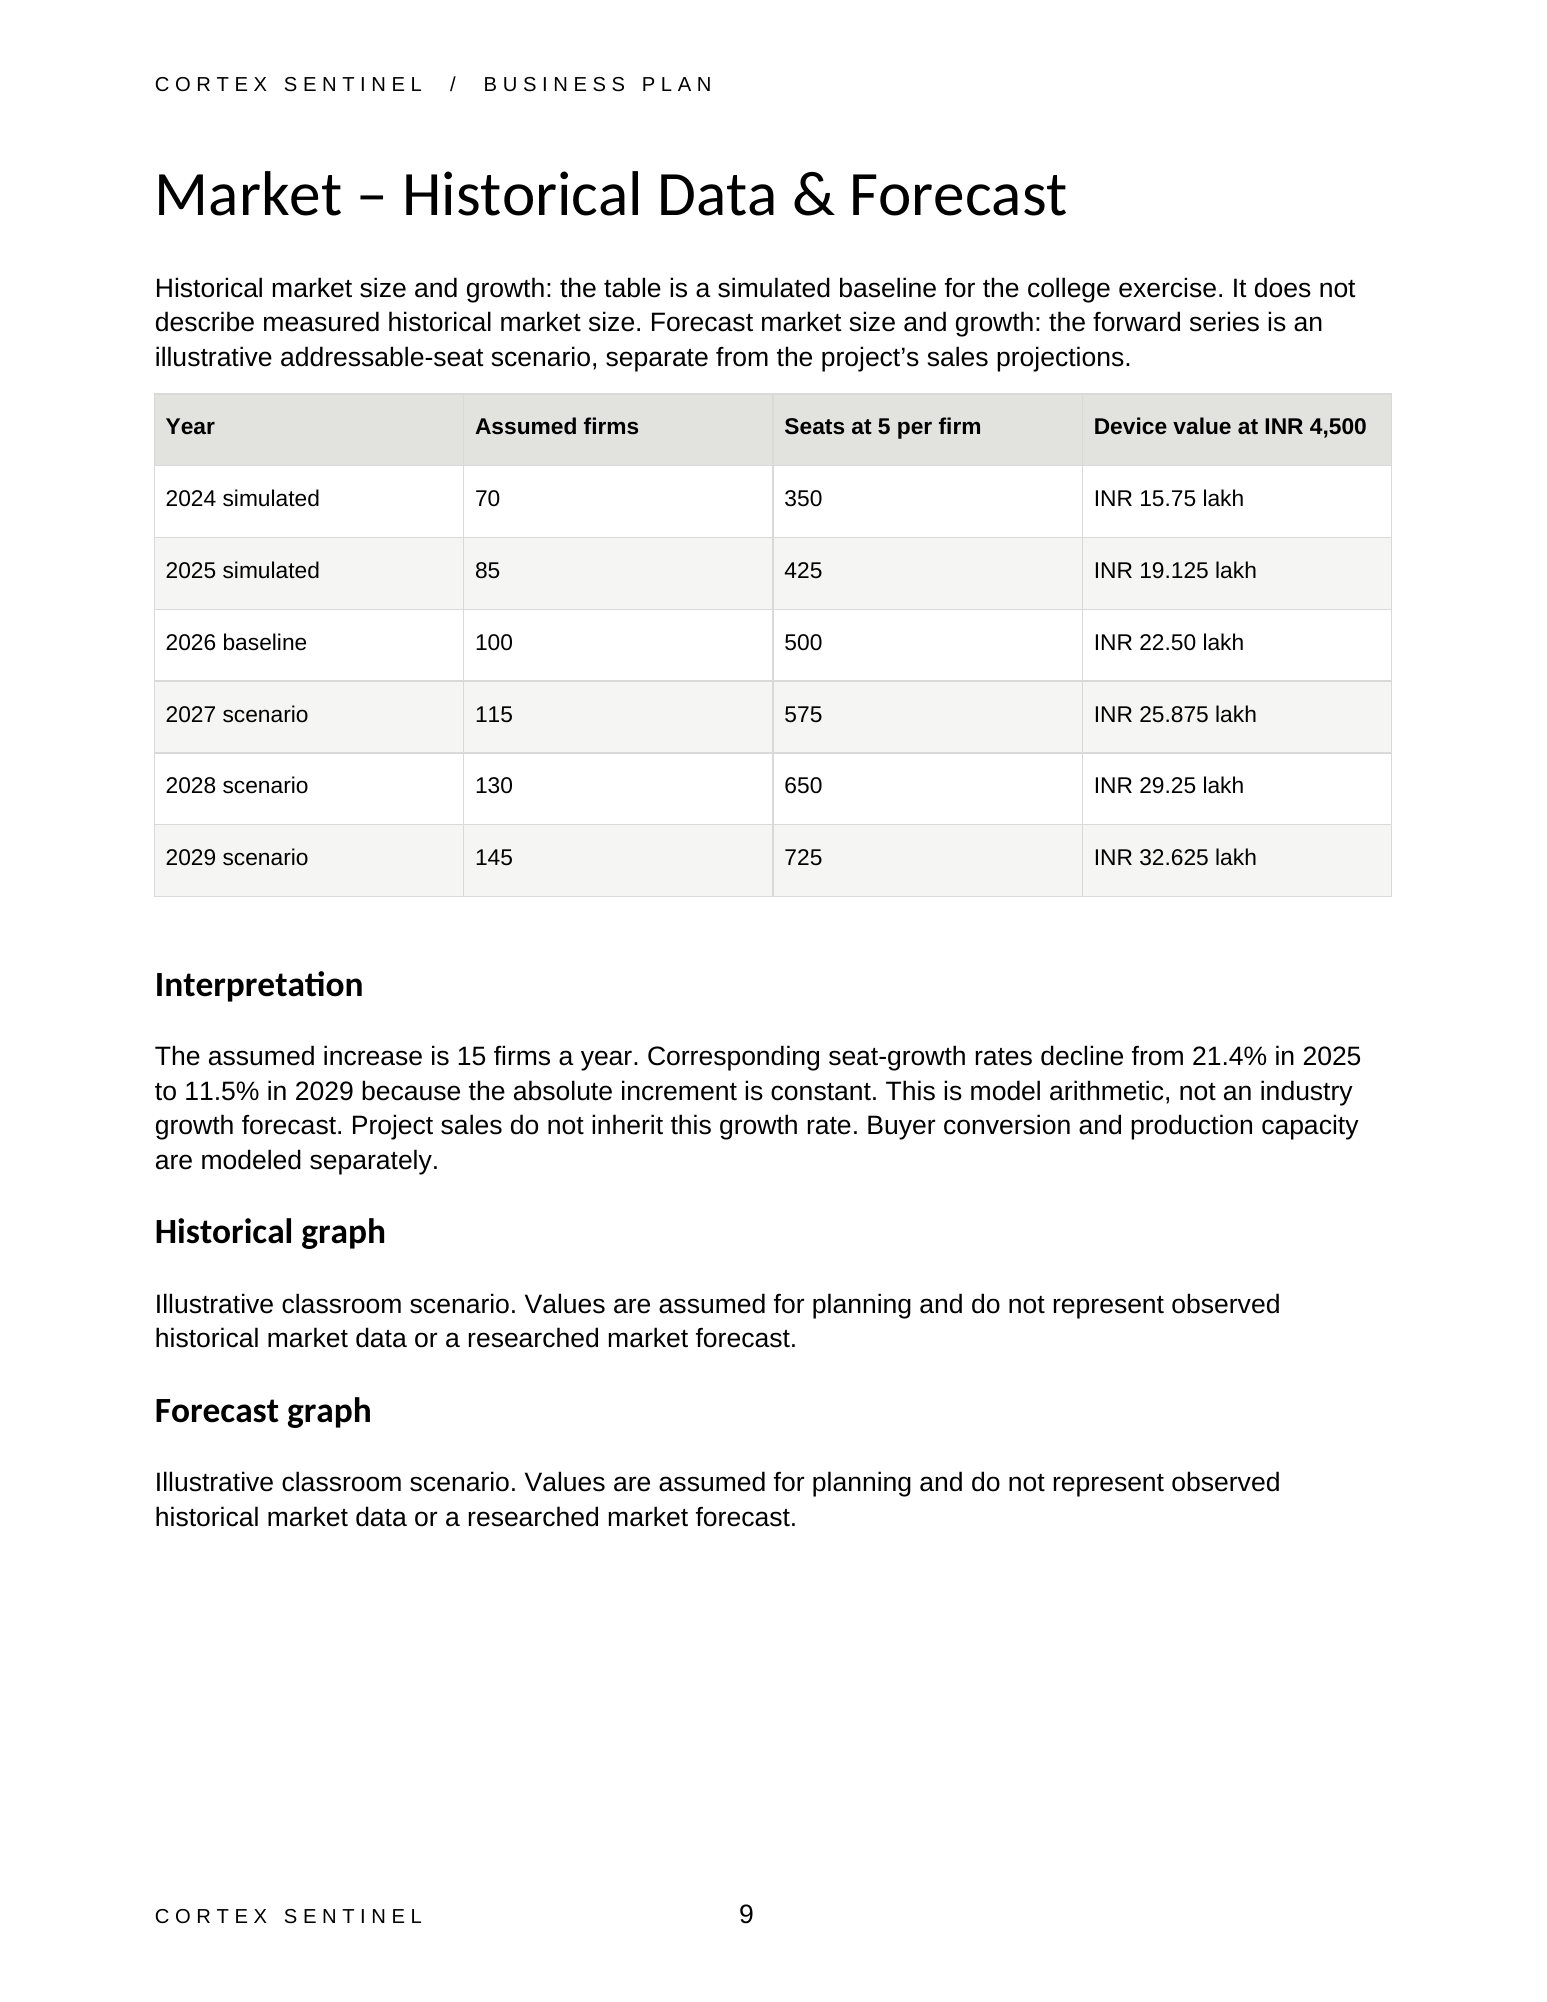 CORTEX SENTINEL / BUSINESS PLAN
Market – Historical Data & Forecast
Historical market size and growth: the table is a simulated baseline for the college exercise. It does not
describe measured historical market size. Forecast market size and growth: the forward series is an
illustrative addressable-seat scenario, separate from the project’s sales projections.
Year Assumed firms Seats at 5 per firm Device value at INR 4,500
2024 simulated 70 350 INR 15.75 lakh
2025 simulated 85 425 INR 19.125 lakh
2026 baseline 100 500 INR 22.50 lakh
2027 scenario 115 575 INR 25.875 lakh
2028 scenario 130 650 INR 29.25 lakh
2029 scenario 145 725 INR 32.625 lakh
Interpretation
The assumed increase is 15 firms a year. Corresponding seat-growth rates decline from 21.4% in 2025
to 11.5% in 2029 because the absolute increment is constant. This is model arithmetic, not an industry
growth forecast. Project sales do not inherit this growth rate. Buyer conversion and production capacity
are modeled separately.
Historical graph
Illustrative classroom scenario. Values are assumed for planning and do not represent observed
historical market data or a researched market forecast.
Forecast graph
Illustrative classroom scenario. Values are assumed for planning and do not represent observed
historical market data or a researched market forecast.
CORTEX SENTINEL 9